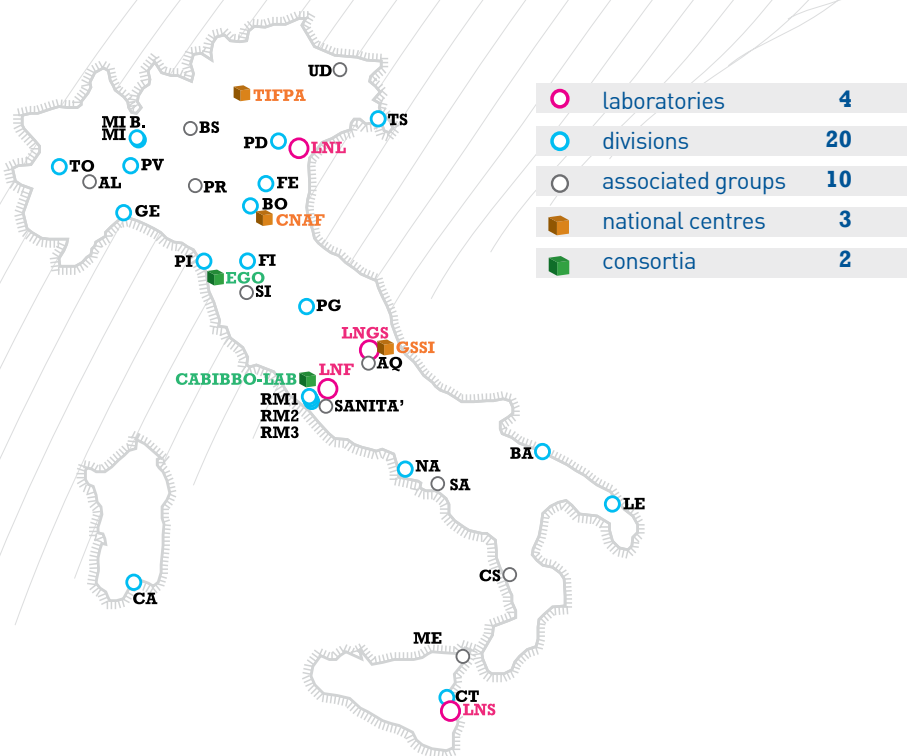 UD
TIFPA
TS
MI B.
MI
BS
PD
LNL
TO
PV
AL
PR
FE
BO
GE
CNAF
PI
FI
EGO
SI
PG
LNGS
GSSI
AQ
LNF
CABIBBO-LAB
RM1
SANITA'
RM2
RM3
BA
NA
SA
LE
CS
CA
ME
CT
LNS
laboratories 4
divisions 20
associated groups 10
national centres 3
consortia 2